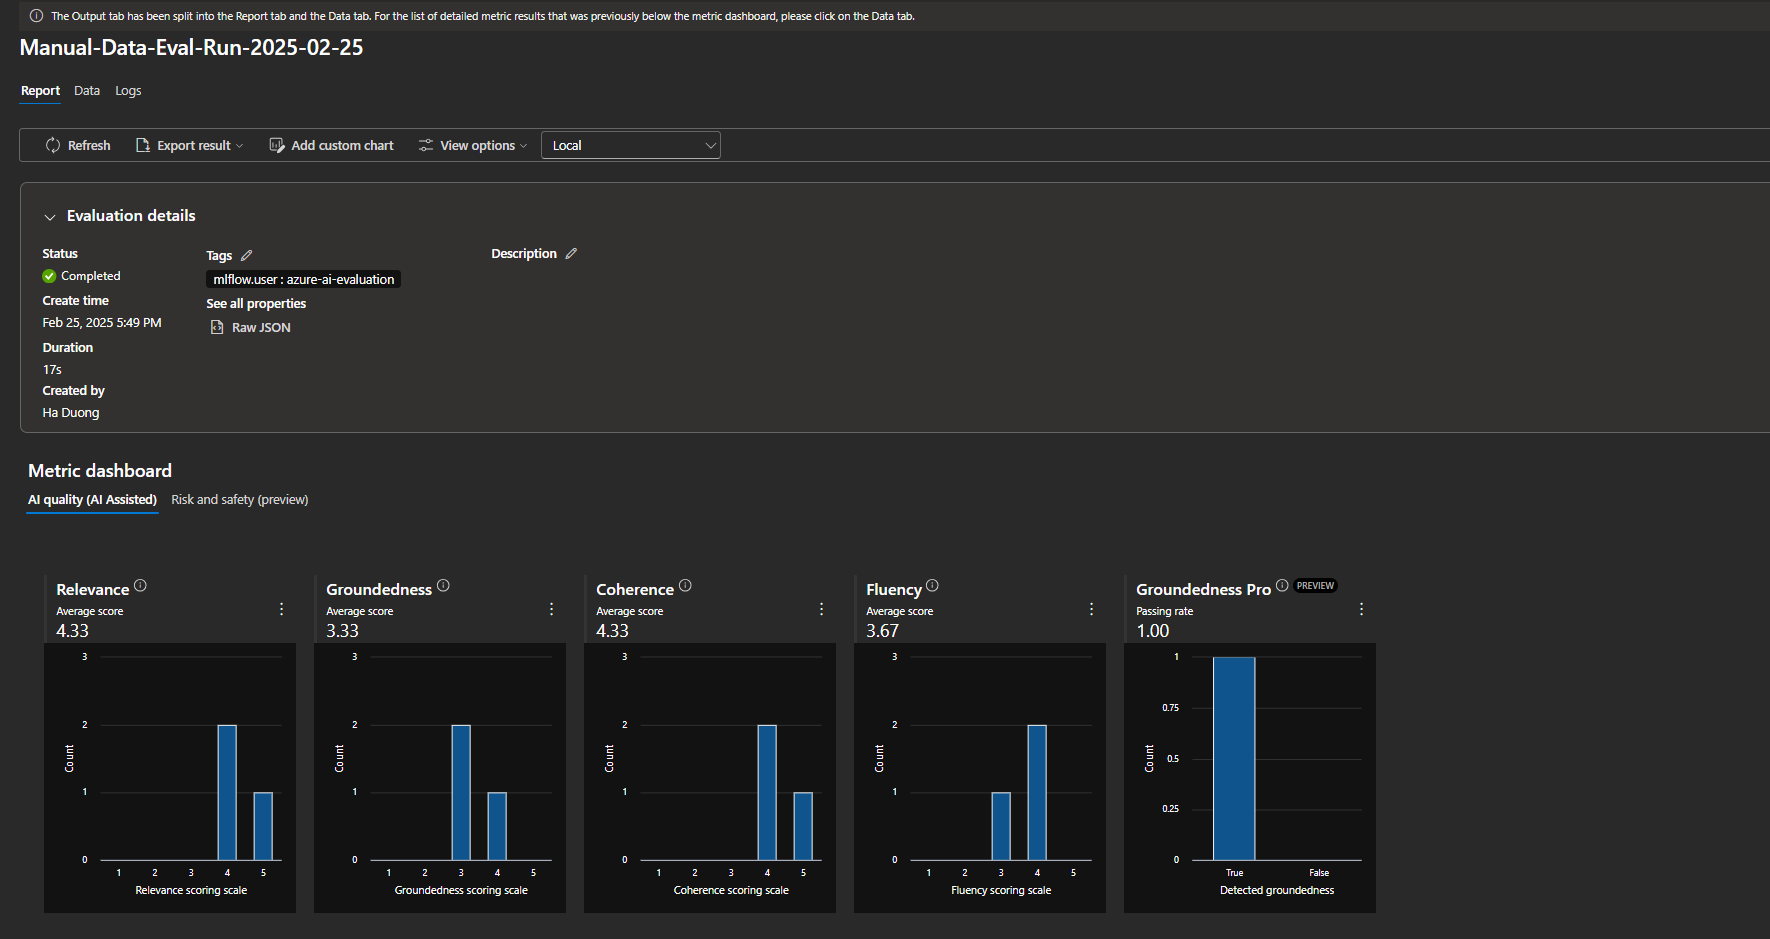 The Output tab has been split into the Report tab and the Data tab. For the list of detailed metric results that was previously below the metric dashboard, please click on the Data tab.
Manual-Data-Eval-Run-2025-02-25
Report Data Logs
Refresh Export result Add custom chart View options Local
Evaluation details
Status
Completed
Create time
Feb 25, 2025 5:49 PM
Duration
17s
Created by
Ha Duong
Tags
mlflow.user : azure-ai-evaluation
See all properties
Raw JSON
Description
Metric dashboard
AI quality (AI Assisted) Risk and safety (preview)
Relevance
Average score
4.33
3
2
1
0
Count
1 2 3 4 5
Relevance scoring scale
Groundedness
Average score
3.33
3
2
1
0
Count
1 2 3 4 5
Groundedness scoring scale
Coherence
Average score
4.33
3
2
1
0
Count
1 2 3 4 5
Coherence scoring scale
Fluency
Average score
3.67
3
2
1
0
Count
1 2 3 4 5
Fluency scoring scale
Groundedness Pro PREVIEW
Passing rate
1.00
1
0.75
0.5
0.25
0
Count
True False
Detected groundedness